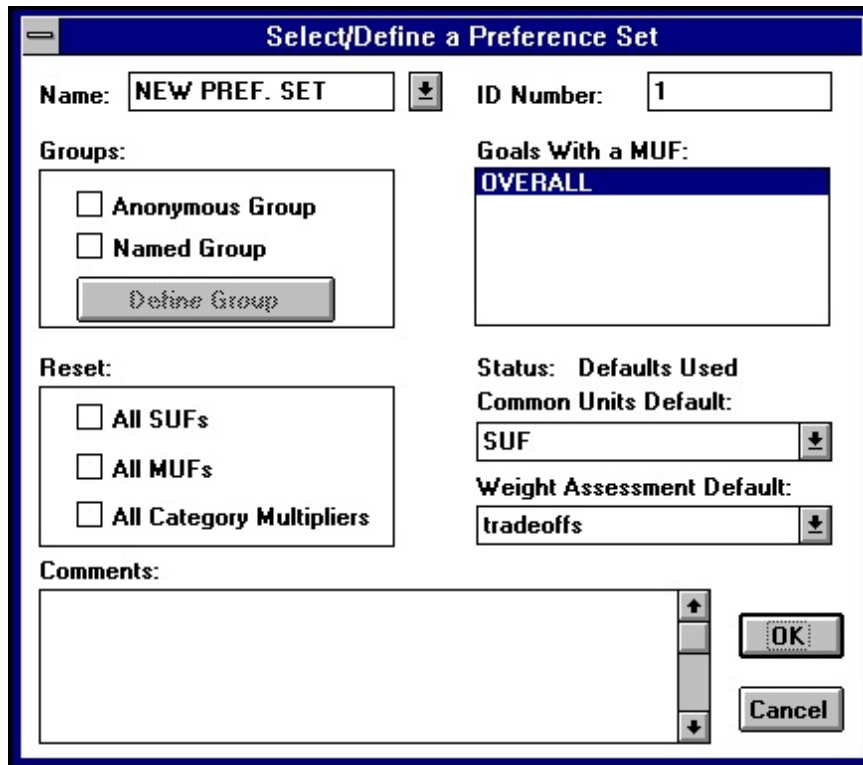 Select/Define a Preference Set
Name: NEW PREF. SET
ID Number: 1
Groups:
Anonymous Group
Named Group
Define Group
Goals With a MUF:
OVERALL
Reset:
All SUFs
All MUFs
All Category Multipliers
Status: Defaults Used
Common Units Default:
SUF
Weight Assessment Default:
tradeoffs
Comments:
OK
Cancel